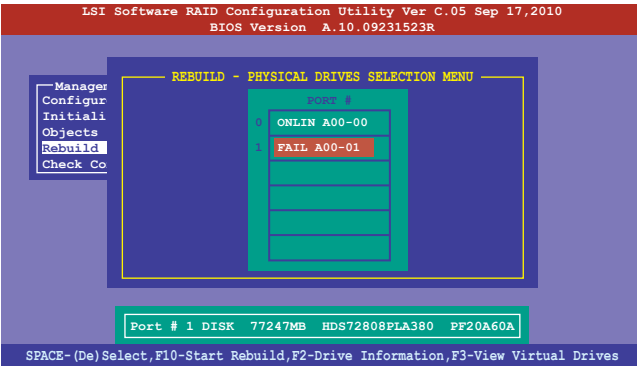 LSI Software RAID Configuration Utility Ver C.05 Sep 17,2010
BIOS Version A.10.09231523R
REBUILD - PHYSICAL DRIVES SELECTION MENU
Managem
Configur
Initiali
Objects
Rebuild
Check Co
PORT #
0 ONLIN A00-00
1 FAIL A00-01
Port # 1 DISK 77247MB HDS72808PLA380 PF20A60A
SPACE-(De)Select,F10-Start Rebuild,F2-Drive Information,F3-View Virtual Drives